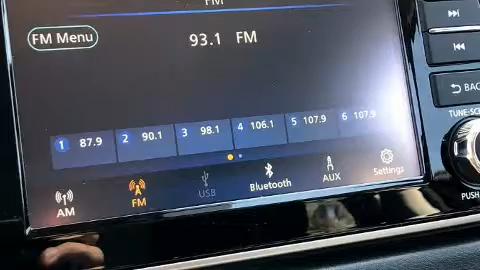 FM
FM Menu
93.1 FM
1 87.9 2 90.1 3 98.1 4 106.1 5 107.9 6 107.9
AM FM USB Bluetooth AUX Settings
BAC
TUNE-SC
PUSH